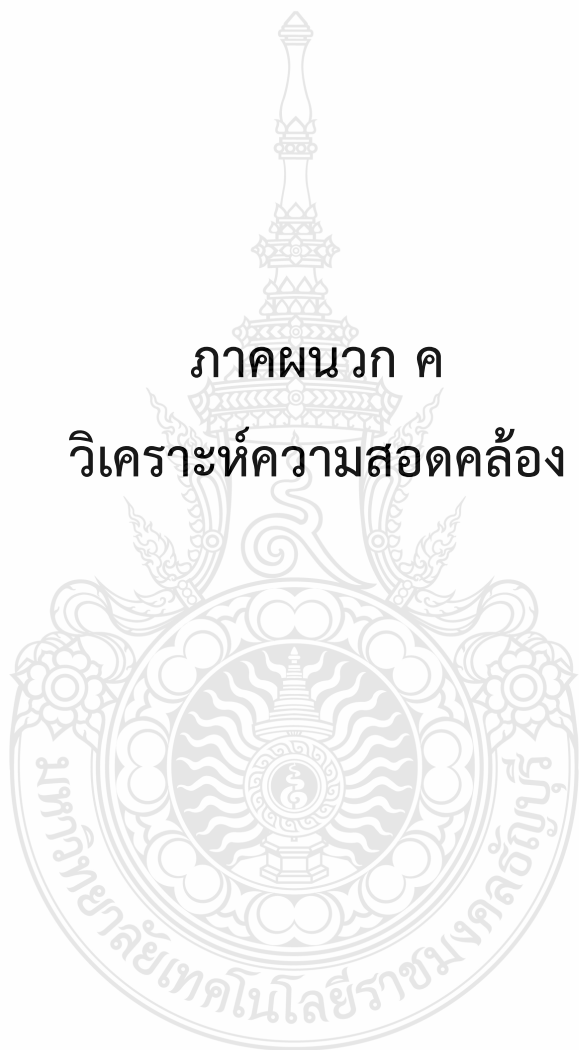 ภาคผนวก ค
วิเคราะห์ความสอดคล้อง
มหาวิทยาลัยเทคโนโลยีราชมงคลธัญบุรี